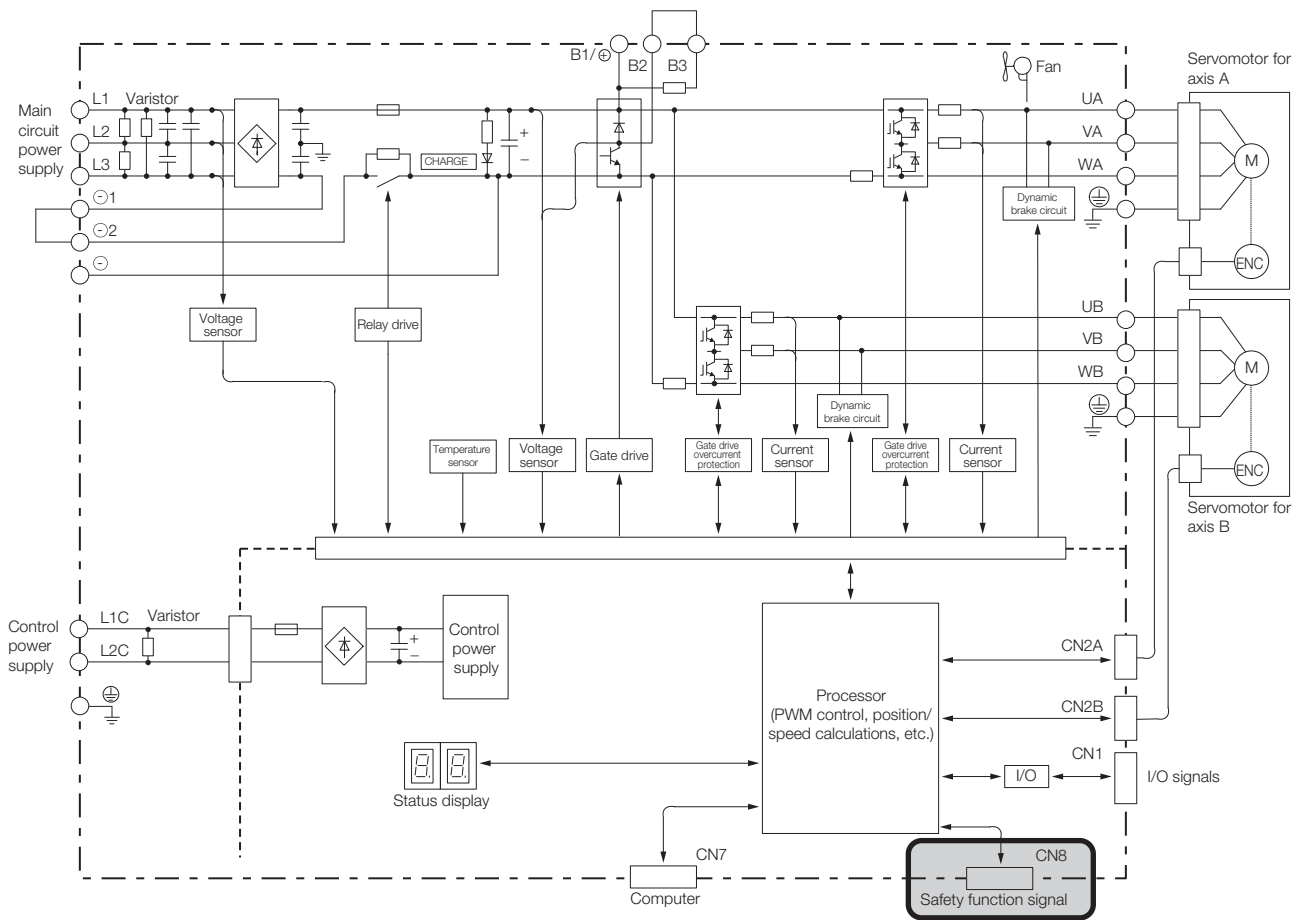 B1/⊕
B2
B3
Fan
Servomotor for
axis A
Main
circuit
power
supply
L1
Varistor
L2
L3
⊖1
⊖2
⊖
+
−
CHARGE
UA
VA
WA
M
ENC
Dynamic
brake circuit
Voltage
sensor
Relay drive
UB
VB
WB
M
ENC
Servomotor for
axis B
Dynamic
brake circuit
Temperature
sensor
Voltage
sensor
Gate drive
Gate drive
overcurrent
protection
Current
sensor
Gate drive
overcurrent
protection
Current
sensor
Control
power
supply
L1C
Varistor
L2C
+
−
Control
power
supply
Processor
(PWM control, position/
speed calculations, etc.)
CN2A
CN2B
CN1
I/O
I/O signals
8.
8.
Status display
CN7
Computer
CN8
Safety function signal